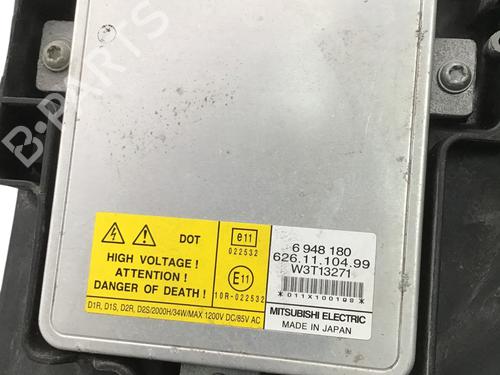 B-PARTS
DOT
HIGH VOLTAGE !
ATTENTION !
DANGER OF DEATH !
e11
022532
E11
10R-022532
D1R, D1S, D2R, D2S/2000H/34W/MAX 1200V DC/85V AC
6 948 180
626.11.104.99
W3T13271
*011X100198*
MITSUBISHI ELECTRIC
MADE IN JAPAN